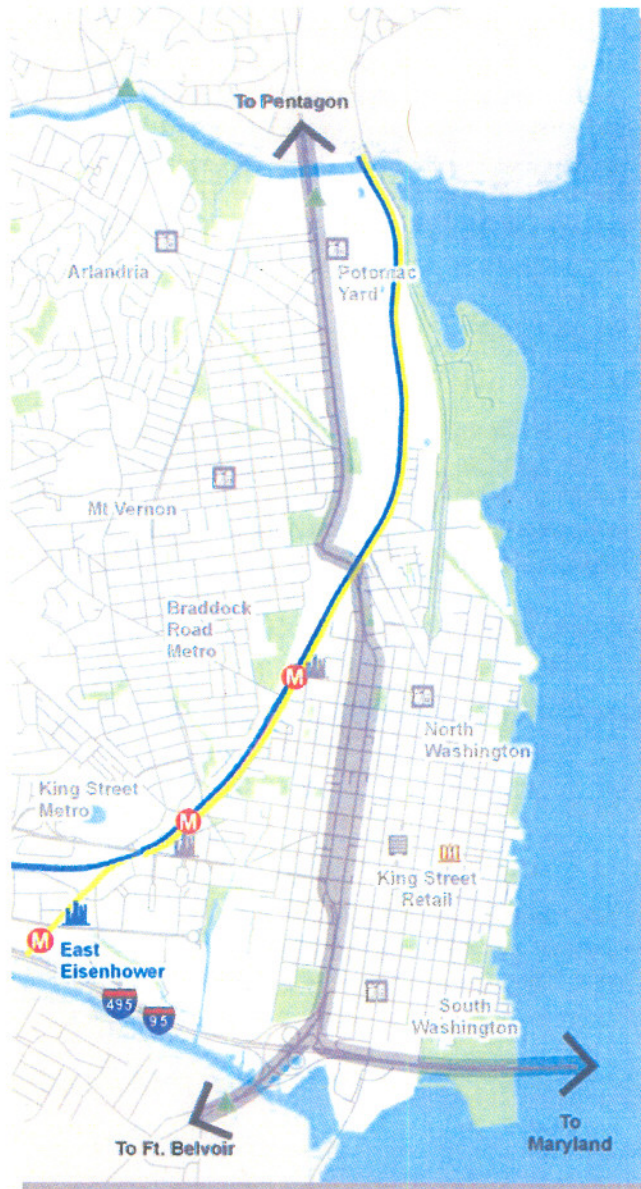 To Pentagon
Arlandria
Potomac
Yard
Mt Vernon
Braddock
Road
Metro
M
North
Washington
King Street
Metro
M
King Street
Retail
M
East
Eisenhower
495
95
South
Washington
To Ft. Belvoir
To
Maryland